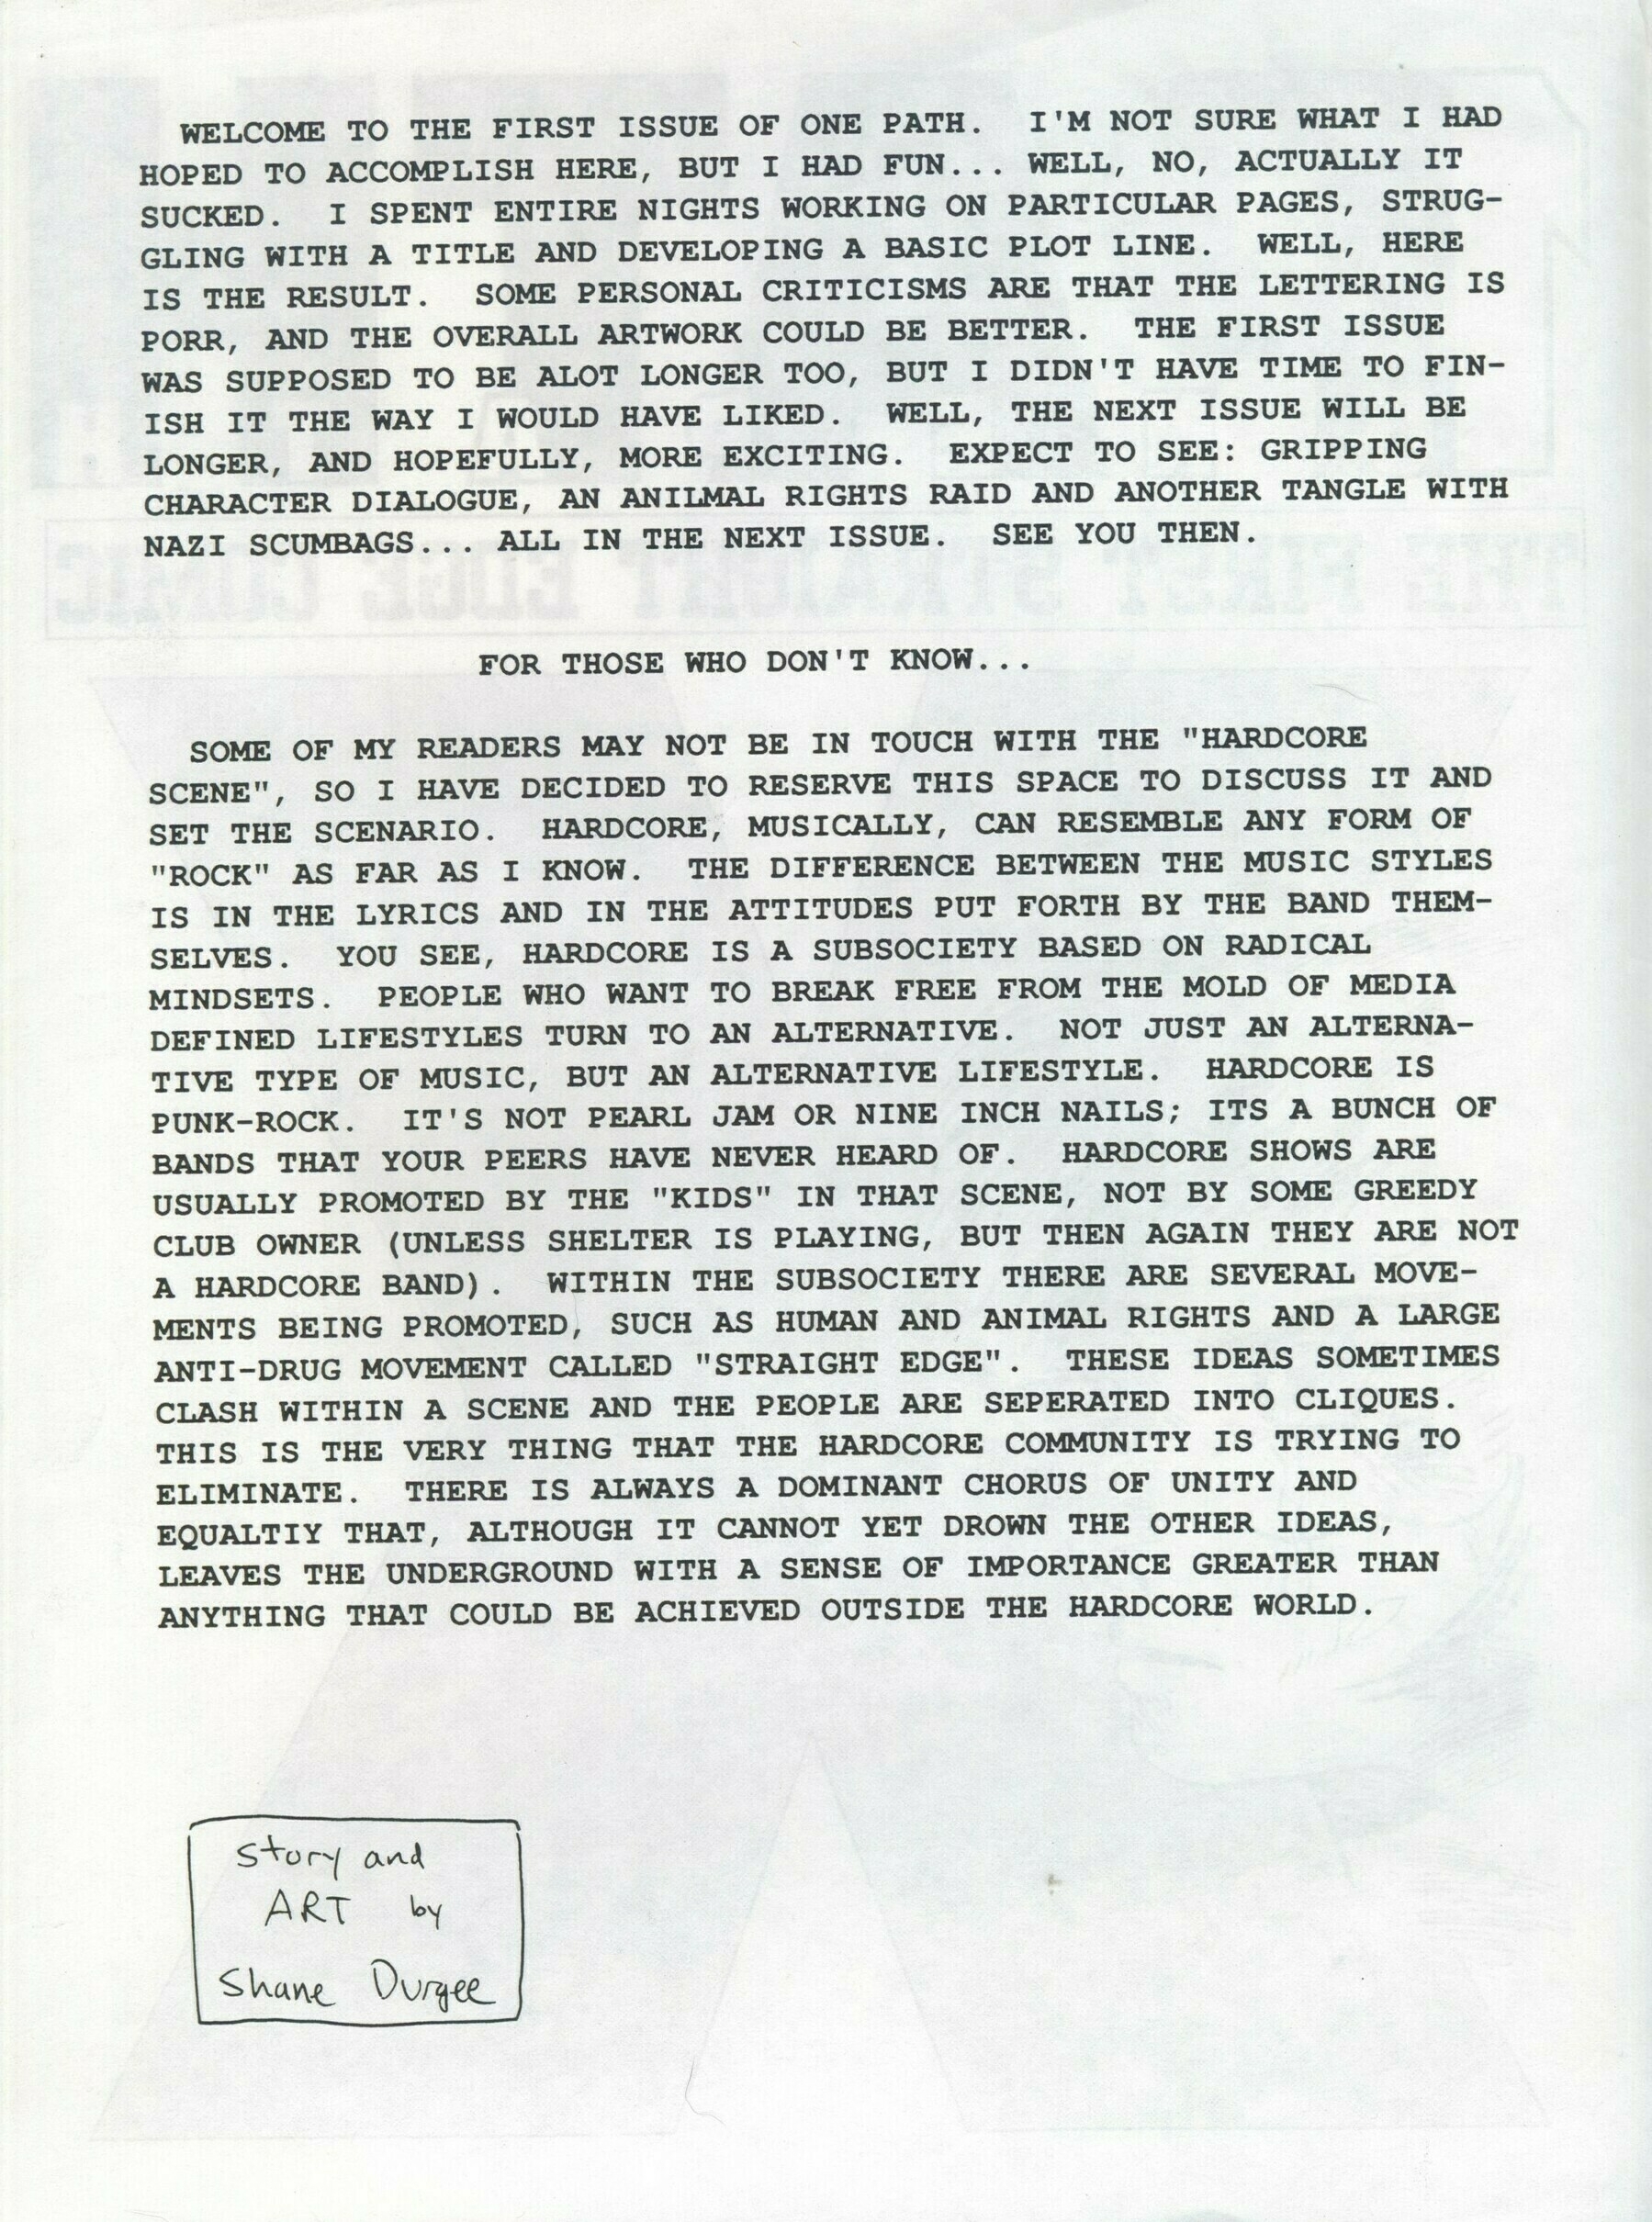 WELCOME TO THE FIRST ISSUE OF ONE PATH. I'M NOT SURE WHAT I HAD
HOPED TO ACCOMPLISH HERE, BUT I HAD FUN... WELL, NO, ACTUALLY IT
SUCKED. I SPENT ENTIRE NIGHTS WORKING ON PARTICULAR PAGES, STRUG-
GLING WITH A TITLE AND DEVELOPING A BASIC PLOT LINE. WELL, HERE
IS THE RESULT. SOME PERSONAL CRITICISMS ARE THAT THE LETTERING IS
PORR, AND THE OVERALL ARTWORK COULD BE BETTER. THE FIRST ISSUE
WAS SUPPOSED TO BE ALOT LONGER TOO, BUT I DIDN'T HAVE TIME TO FIN-
ISH IT THE WAY I WOULD HAVE LIKED. WELL, THE NEXT ISSUE WILL BE
LONGER, AND HOPEFULLY, MORE EXCITING. EXPECT TO SEE: GRIPPING
CHARACTER DIALOGUE, AN ANILMAL RIGHTS RAID AND ANOTHER TANGLE WITH
NAZI SCUMBAGS... ALL IN THE NEXT ISSUE. SEE YOU THEN.
THE FIRST STRAIGHT EDGE COMIC
FOR THOSE WHO DON'T KNOW...
SOME OF MY READERS MAY NOT BE IN TOUCH WITH THE "HARDCORE
SCENE", SO I HAVE DECIDED TO RESERVE THIS SPACE TO DISCUSS IT AND
SET THE SCENARIO. HARDCORE, MUSICALLY, CAN RESEMBLE ANY FORM OF
"ROCK" AS FAR AS I KNOW. THE DIFFERENCE BETWEEN THE MUSIC STYLES
IS IN THE LYRICS AND IN THE ATTITUDES PUT FORTH BY THE BAND THEM-
SELVES. YOU SEE, HARDCORE IS A SUBSOCIETY BASED ON RADICAL
MINDSETS. PEOPLE WHO WANT TO BREAK FREE FROM THE MOLD OF MEDIA
DEFINED LIFESTYLES TURN TO AN ALTERNATIVE. NOT JUST AN ALTERNA-
TIVE TYPE OF MUSIC, BUT AN ALTERNATIVE LIFESTYLE. HARDCORE IS
PUNK-ROCK. IT'S NOT PEARL JAM OR NINE INCH NAILS; ITS A BUNCH OF
BANDS THAT YOUR PEERS HAVE NEVER HEARD OF. HARDCORE SHOWS ARE
USUALLY PROMOTED BY THE "KIDS" IN THAT SCENE, NOT BY SOME GREEDY
CLUB OWNER (UNLESS SHELTER IS PLAYING, BUT THEN AGAIN THEY ARE NOT
A HARDCORE BAND). WITHIN THE SUBSOCIETY THERE ARE SEVERAL MOVE-
MENTS BEING PROMOTED, SUCH AS HUMAN AND ANIMAL RIGHTS AND A LARGE
ANTI-DRUG MOVEMENT CALLED "STRAIGHT EDGE". THESE IDEAS SOMETIMES
CLASH WITHIN A SCENE AND THE PEOPLE ARE SEPERATED INTO CLIQUES.
THIS IS THE VERY THING THAT THE HARDCORE COMMUNITY IS TRYING TO
ELIMINATE. THERE IS ALWAYS A DOMINANT CHORUS OF UNITY AND
EQUALTIY THAT, ALTHOUGH IT CANNOT YET DROWN THE OTHER IDEAS,
LEAVES THE UNDERGROUND WITH A SENSE OF IMPORTANCE GREATER THAN
ANYTHING THAT COULD BE ACHIEVED OUTSIDE THE HARDCORE WORLD.
Story and
ART by
Shane Durgee